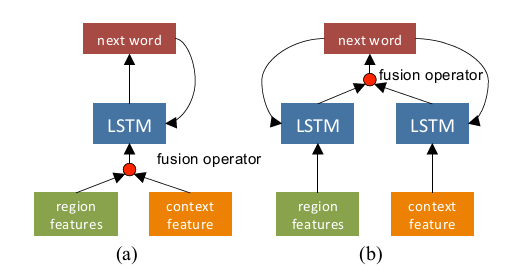 next word
LSTM
fusion operator
region
features
context
feature
(a)
next word
fusion operator
LSTM
LSTM
region
features
context
feature
(b)